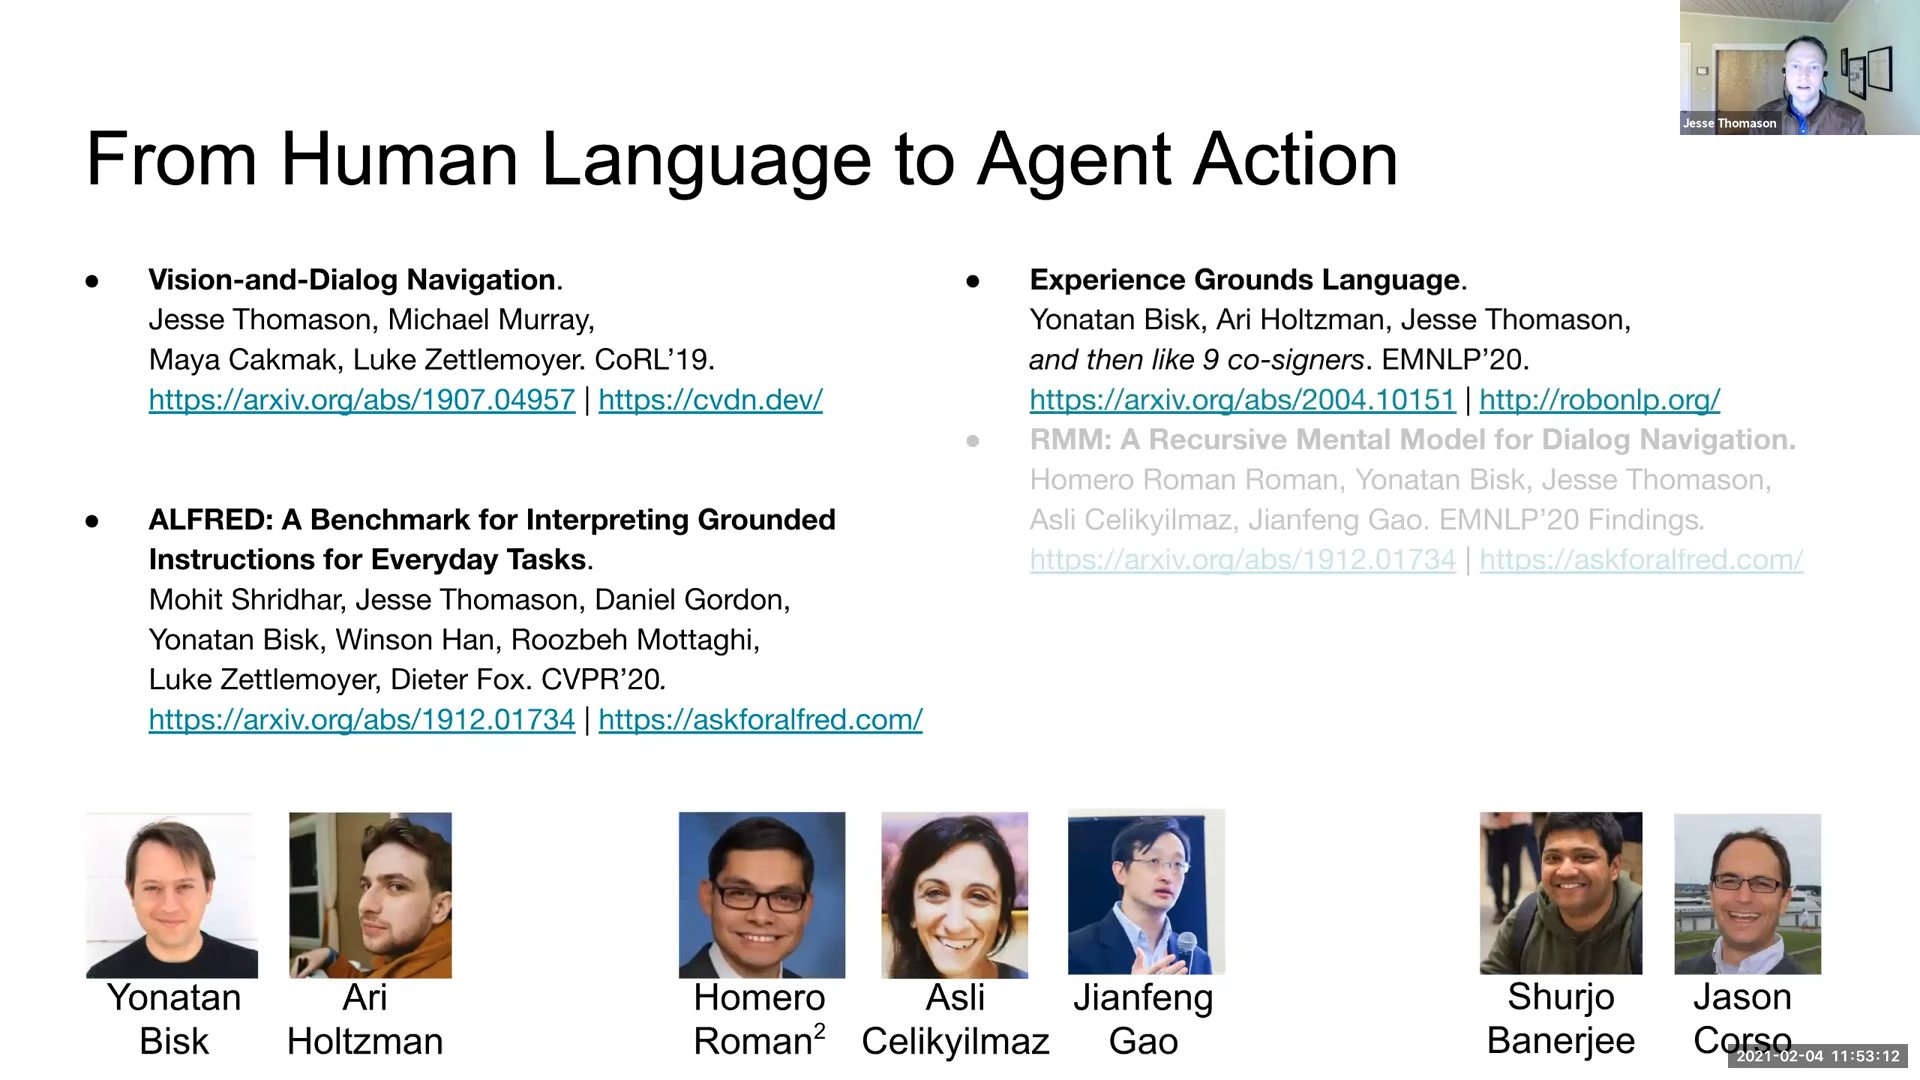 Jesse Thomason
From Human Language to Agent Action
● Vision-and-Dialog Navigation.
Jesse Thomason, Michael Murray,
Maya Cakmak, Luke Zettlemoyer. CoRL’19.
https://arxiv.org/abs/1907.04957 | https://cvdn.dev/
● ALFRED: A Benchmark for Interpreting Grounded
Instructions for Everyday Tasks.
Mohit Shridhar, Jesse Thomason, Daniel Gordon,
Yonatan Bisk, Winson Han, Roozbeh Mottaghi,
Luke Zettlemoyer, Dieter Fox. CVPR’20.
https://arxiv.org/abs/1912.01734 | https://askforalfred.com/
● Experience Grounds Language.
Yonatan Bisk, Ari Holtzman, Jesse Thomason,
and then like 9 co-signers. EMNLP’20.
https://arxiv.org/abs/2004.10151 | http://robonlp.org/
● RMM: A Recursive Mental Model for Dialog Navigation.
Homero Roman Roman, Yonatan Bisk, Jesse Thomason,
Asli Celikyilmaz, Jianfeng Gao. EMNLP’20 Findings.
https://arxiv.org/abs/1912.01734 | https://askforalfred.com/
Yonatan
Bisk
Ari
Holtzman
Homero
Roman²
Asli
Celikyilmaz
Jianfeng
Gao
Shurjo
Banerjee
Jason
Corso
2021-02-04 11:53:12